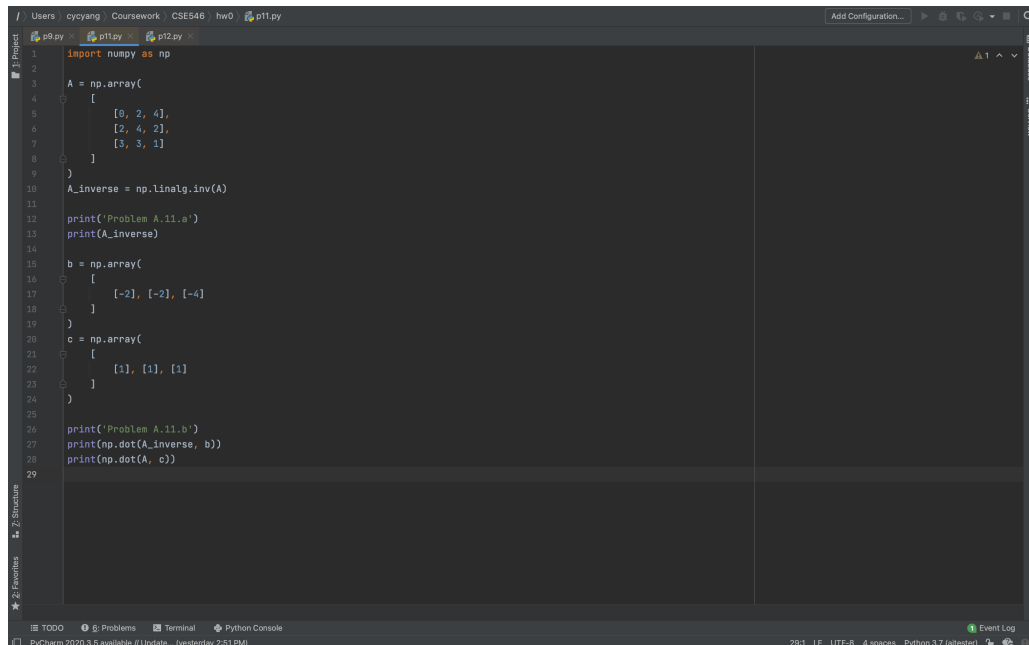 / Users cycyang Coursework CSE546 hw0 p11.py Add Configuration...
p9.py p11.py p12.py
1: Project
1 import numpy as np
1
2
3 A = np.array(
4 [
5 [0, 2, 4],
6 [2, 4, 2],
7 [3, 3, 1]
8 ]
9 )
10 A_inverse = np.linalg.inv(A)
11
12 print('Problem A.11.a')
13 print(A_inverse)
14
15 b = np.array(
16 [
17 [-2], [-2], [-4]
18 ]
19 )
20 c = np.array(
21 [
22 [1], [1], [1]
23 ]
24 )
25
26 print('Problem A.11.b')
27 print(np.dot(A_inverse, b))
28 print(np.dot(A, c))
29
Z: Structure
2: Favorites
TODO 6: Problems Terminal Python Console 1 Event Log
PyCharm 2020.3.5 available // Update... (yesterday 2:51 PM) 29:1 LF UTF-8 4 spaces Python 3.7 (aitester)